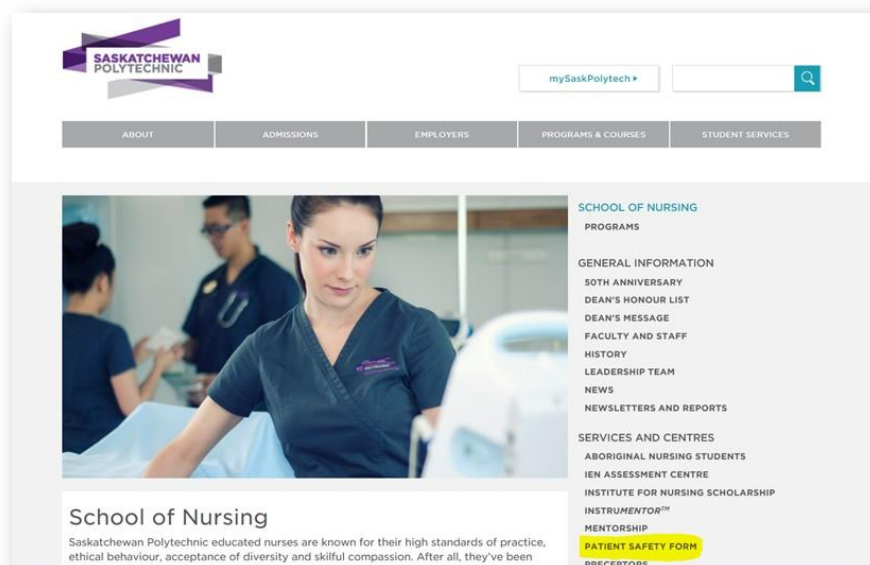 SASKATCHEWAN
POLYTECHNIC
mySaskPolytech
ABOUT
ADMISSIONS
EMPLOYERS
PROGRAMS & COURSES
STUDENT SERVICES
SCHOOL OF NURSING
PROGRAMS
GENERAL INFORMATION
50TH ANNIVERSARY
DEAN'S HONOUR LIST
DEAN'S MESSAGE
FACULTY AND STAFF
HISTORY
LEADERSHIP TEAM
NEWS
NEWSLETTERS AND REPORTS
SERVICES AND CENTRES
ABORIGINAL NURSING STUDENTS
IEN ASSESSMENT CENTRE
INSTITUTE FOR NURSING SCHOLARSHIP
INSTRUMENTOR™
MENTORSHIP
PATIENT SAFETY FORM
PRECEPTORS
School of Nursing
Saskatchewan Polytechnic educated nurses are known for their high standards of practice,
ethical behaviour, acceptance of diversity and skilful compassion. After all, they've been